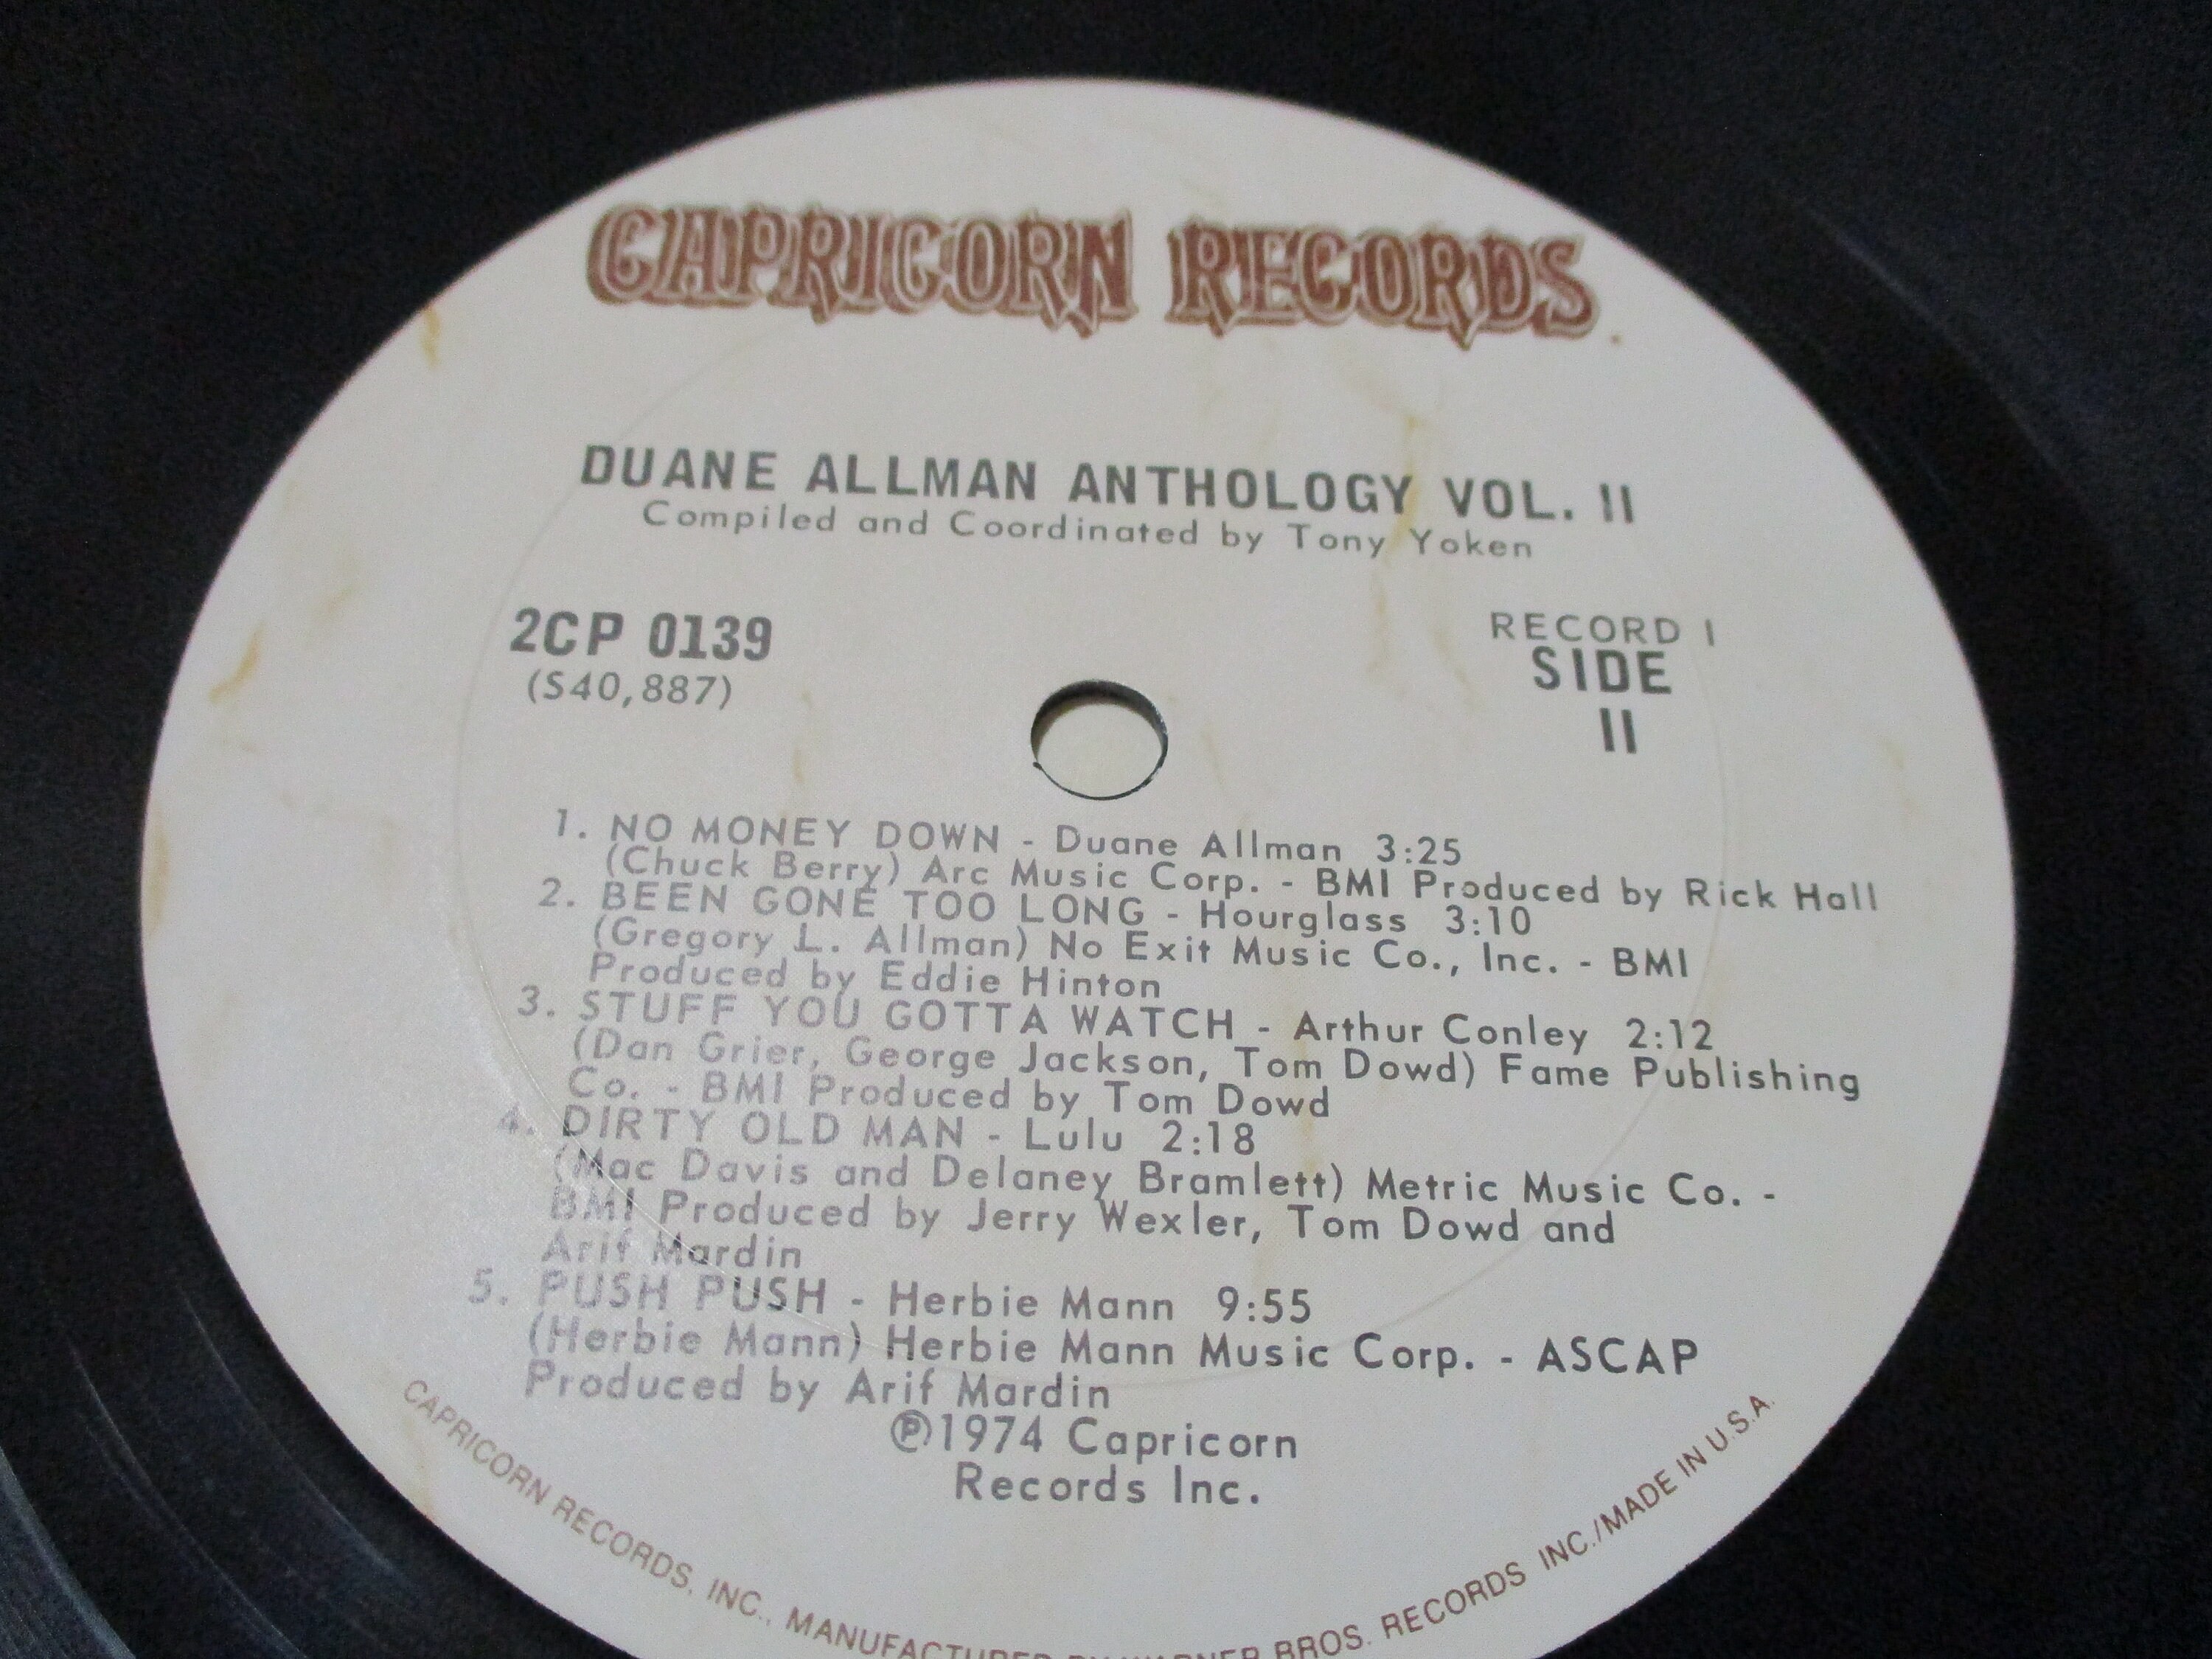 CAPRICORN RECORDS
DUANE ALLMAN ANTHOLOGY VOL. II
Compiled and Coordinated by Tony Yoken
2CP 0139
(S40,887)
RECORD I
SIDE
II
1. NO MONEY DOWN - Duane Allman 3:25
(Chuck Berry) Arc Music Corp. - BMI Produced by Rick Hall
2. BEEN GONE TOO LONG - Hourglass 3:10
(Gregory L. Allman) No Exit Music Co., Inc. - BMI
Produced by Eddie Hinton
3. STUFF YOU GOTTA WATCH - Arthur Conley 2:12
(Dan Grier, George Jackson, Tom Dowd) Fame Publishing
Co. - BMI Produced by Tom Dowd
4. DIRTY OLD MAN - Lulu 2:18
(Mac Davis and Delaney Bramlett) Metric Music Co. -
BMI Produced by Jerry Wexler, Tom Dowd and
Arif Mardin
5. PUSH PUSH - Herbie Mann 9:55
(Herbie Mann) Herbie Mann Music Corp. - ASCAP
Produced by Arif Mardin
℗1974 Capricorn
Records Inc.
CAPRICORN RECORDS, INC., MANUFACTURED BY WARNER BROS. RECORDS INC./MADE IN U.S.A.